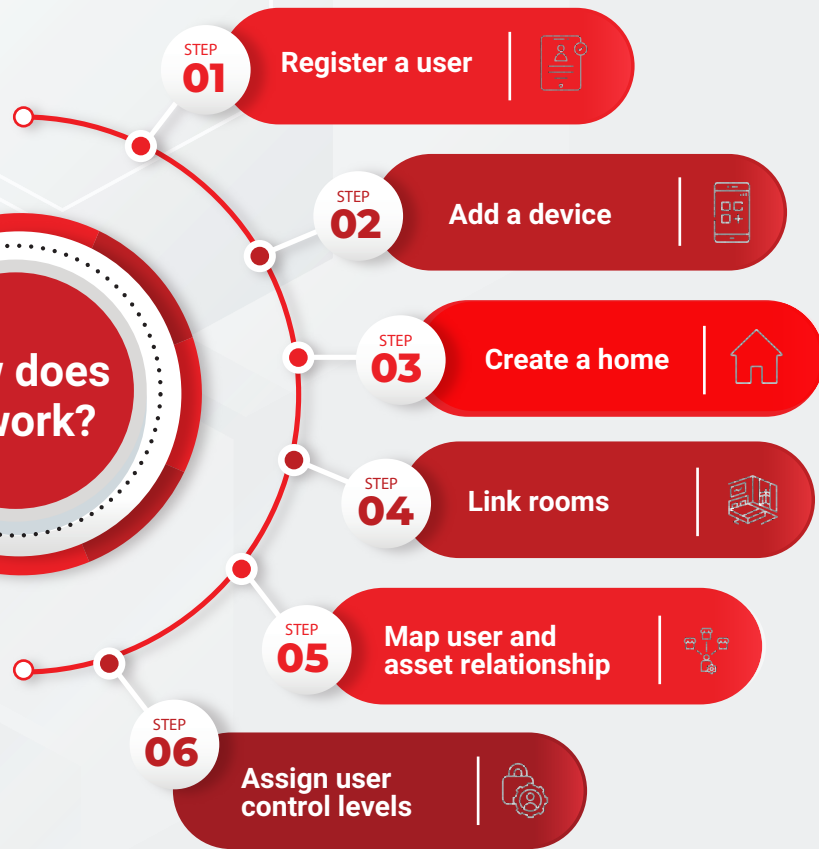 does
work?
STEP
01
Register a user
STEP
02
Add a device
STEP
03
Create a home
STEP
04
Link rooms
STEP
05
Map user and
asset relationship
STEP
06
Assign user
control levels